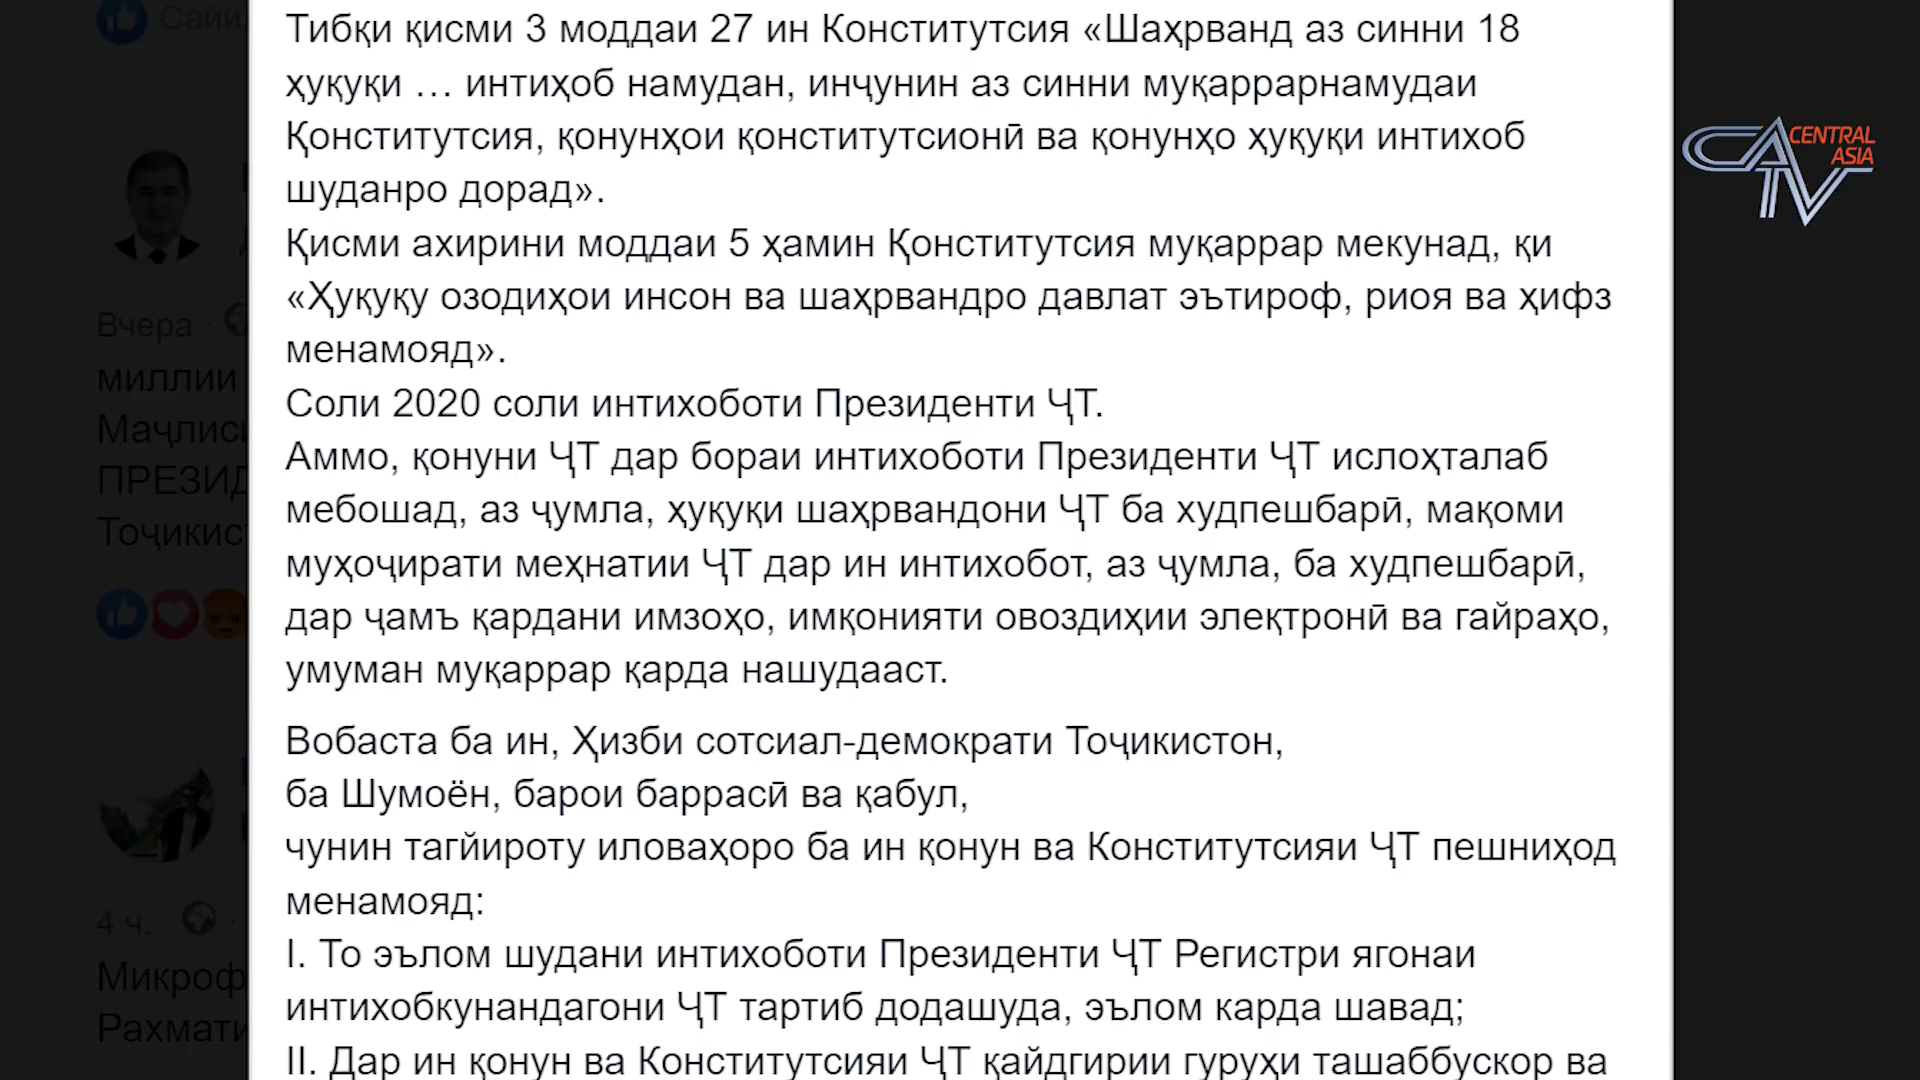 Сайд
Тибқи қисми 3 моддаи 27 ин Конститутсия «Шаҳрванд аз синни 18
ҳуқуқи … интиҳоб намудан, инҷунин аз синни муқаррарнамудаи
Қонститутсия, қонунҳои қонститутсионӣ ва қонунҳо ҳуқуқи интихоб
шуданро дорад».
Қисми ахирини моддаи 5 ҳамин Қонститутсия муқаррар мекунад, қи
«Ҳуқуқу озодиҳои инсон ва шаҳрвандро давлат эътироф, риоя ва ҳифз
менамояд».
Соли 2020 соли интихоботи Президенти ҶТ.
Аммо, қонуни ҶТ дар бораи интихоботи Президенти ҶТ ислоҳталаб
мебошад, аз ҷумла, ҳуқуқи шаҳрвандони ҶТ ба худпешбарӣ, мақоми
муҳоҷирати меҳнатии ҶТ дар ин интихобот, аз ҷумла, ба худпешбарӣ,
дар ҷамъ қардани имзоҳо, имқонияти овоздиҳии элеқтронӣ ва гайраҳо,
умуман муқаррар қарда нашудааст.
Вобаста ба ин, Ҳизби сотсиал-демократи Тоҷикистон,
ба Шумоён, барои баррасӣ ва қабул,
чунин тагйироту иловаҳоро ба ин қонун ва Конститутсияи ҶТ пешниҳод
менамояд:
I. То эълом шудани интихоботи Президенти ҶТ Регистри ягонаи
интихобкунандагони ҶТ тартиб додашуда, эълом карда шавад;
II. Дар ин қонун ва Конститутсияи ҶТ қайдгирии гуруҳи ташаббускор ва
Вчера ·
миллии
Маҷлис
ПРЕЗИД
Тоҷикис
4 ч. ·
Микроф
Рахмати
CATV
CENTRAL
ASIA